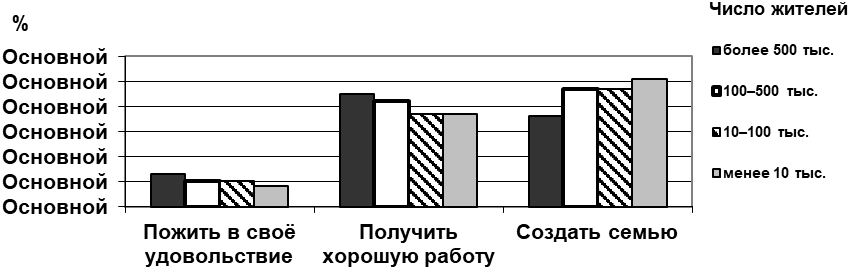 Число жителей
%
Основной
Основной
Основной
Основной
Основной
Основной
Основной
более 500 тыс.
100–500 тыс.
10–100 тыс.
менее 10 тыс.
Пожить в своё
удовольствие
Получить
хорошую работу
Создать семью